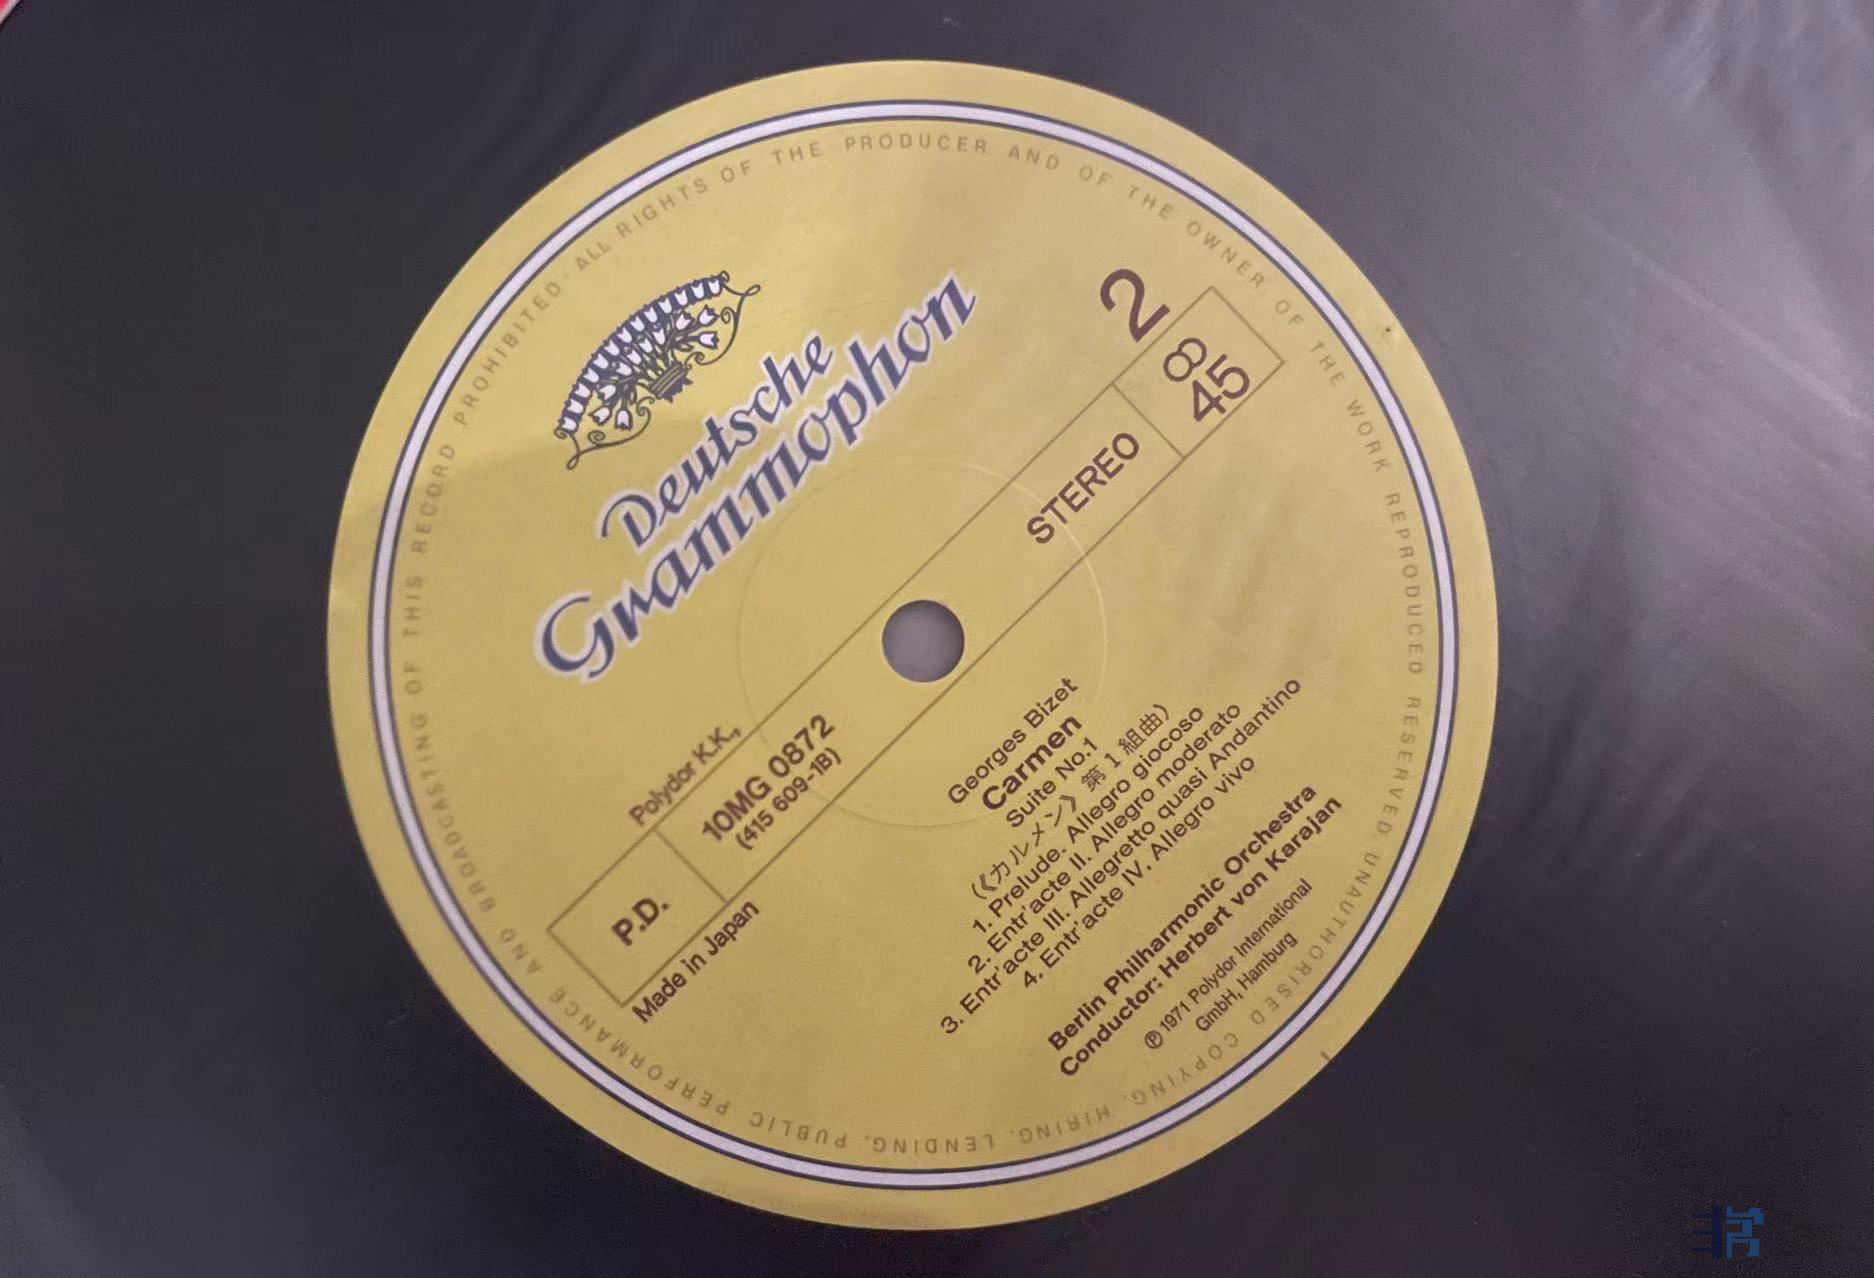 ALL RIGHTS OF THE PRODUCER AND OF THE OWNER OF THE WORK REPRODUCED RESERVED UNAUTHORISED COPYING, HIRING, LENDING, PUBLIC PERFORMANCE AND BROADCASTING OF THIS RECORD PROHIBITED ·
Deutsche
Grammophon
2
8
45
STEREO
Polydor K.K.,
10MG 0872
(415 609-1B)
P.D.
Made in Japan
Georges Bizet
Carmen
Suite No.1
(《カルメン》第1組曲)
1. Prelude. Allegro giocoso
2. Entr'acte II. Allegro moderato
3. Entr'acte III. Allegretto quasi Andantino
4. Entr'acte IV. Allegro vivo
Berlin Philharmonic Orchestra
Conductor: Herbert von Karajan
℗ 1971 Polydor International
GmbH, Hamburg